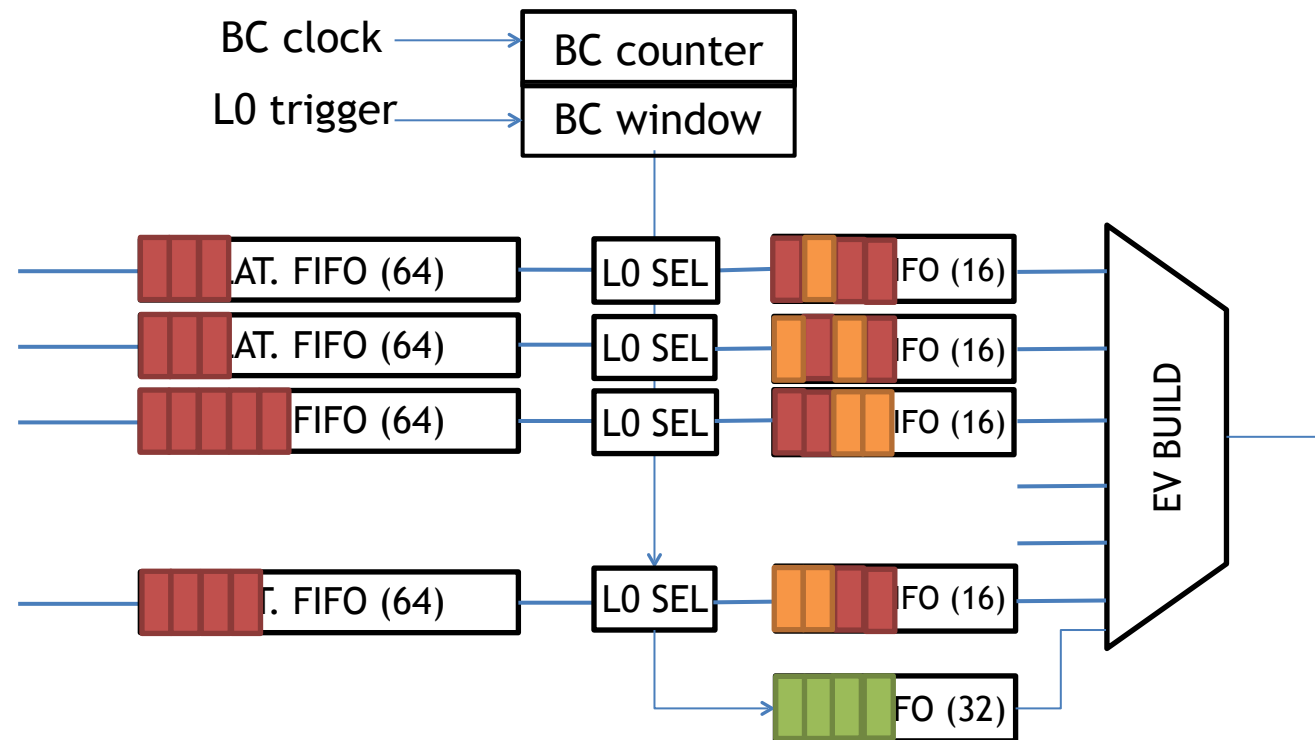 BC clock
BC counter
L0 trigger
BC window
AT. FIFO (64)
L0 SEL
IFO (16)
AT. FIFO (64)
L0 SEL
IFO (16)
FIFO (64)
L0 SEL
IFO (16)
EV BUILD
T. FIFO (64)
L0 SEL
IFO (16)
FO (32)